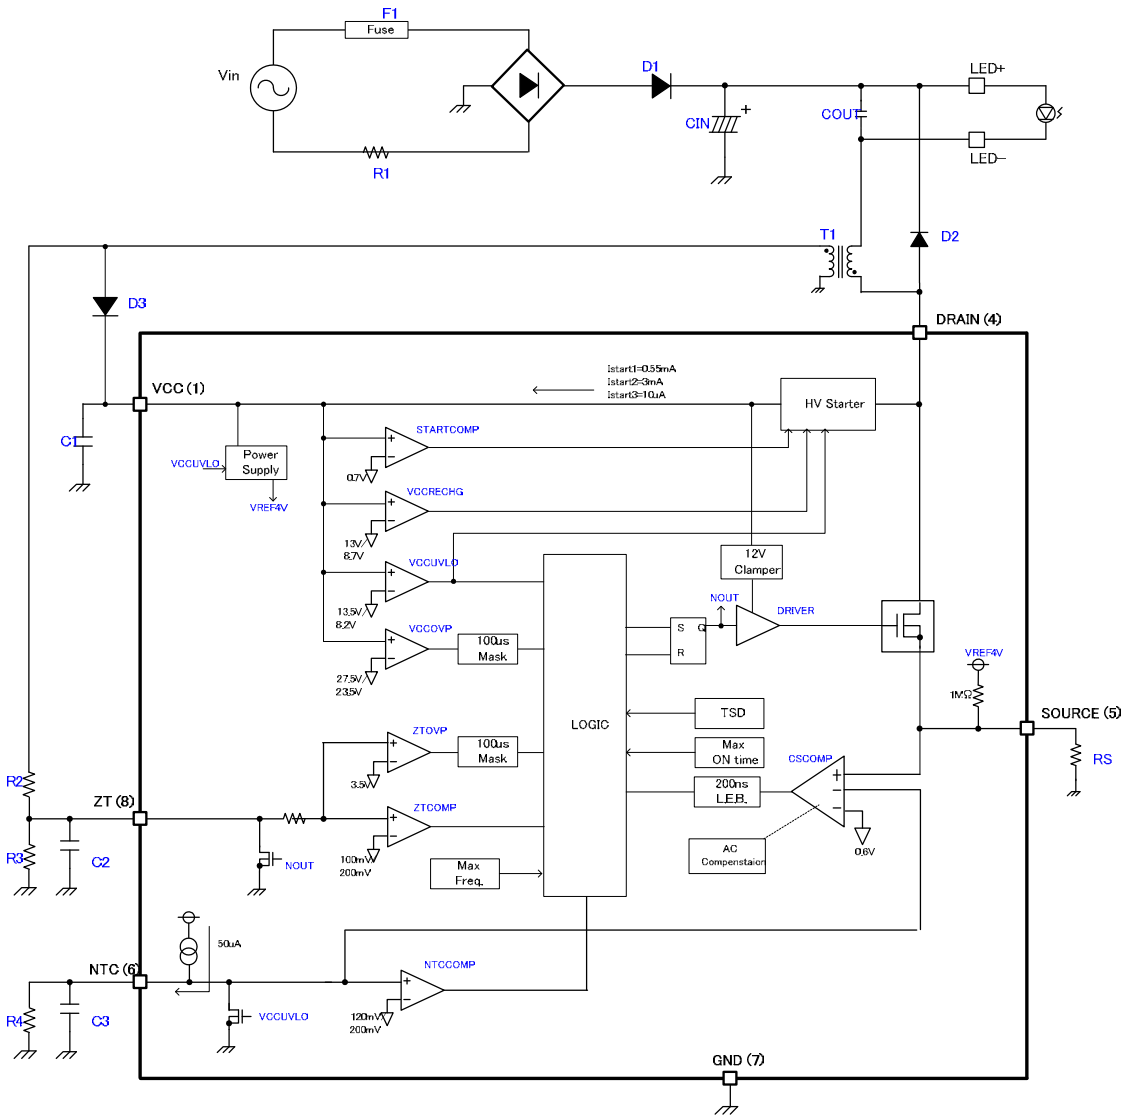 F1
Fuse
Vin
R1
D1
CIN
+
COUT
LED+
LED-
T1
D2
D3
DRAIN (4)
VCC (1)
Istart1=0.55mA
Istart2=3mA
Istart3=10uA
HV Starter
C1
VCCUVLO
Power
Supply
VREF4V
STARTCOMP
+
-
0.7V
VCCRECHG
+
-
13V/
8.7V
VCCUVLO
+
-
13.5V/
8.2V
VCCOVP
+
-
27.5V/
23.5V
100us
Mask
12V
Clamper
NOUT
DRIVER
S Q
R
LOGIC
VREF4V
1MΩ
SOURCE (5)
RS
TSD
Max
ON time
200ns
L.E.B.
CSCOMP
+
-
-
0.6V
AC
Compenstaion
ZTOVP
+
-
3.5V
100us
Mask
R2
ZT (8)
R3
C2
NOUT
ZTCOMP
+
-
100mV/
200mV
Max
Freq.
50uA
NTC (6)
R4
C3
VCCUVLO
NTCCOMP
+
-
120mV/
200mV
GND (7)